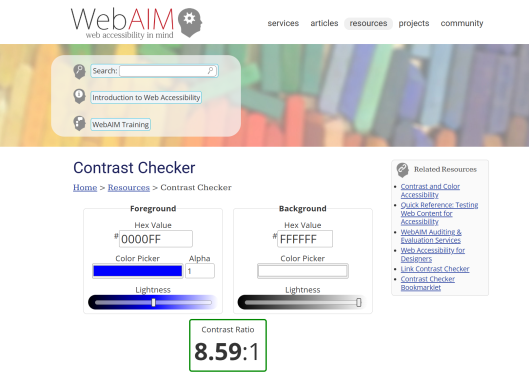 WebAIM
web accessibility in mind
services articles resources projects community
Search:
Introduction to Web Accessibility
WebAIM Training
Contrast Checker
Home > Resources > Contrast Checker
Foreground
Hex Value
# 0000FF
Color Picker Alpha
1
Lightness
Background
Hex Value
# FFFFFF
Color Picker
Lightness
Contrast Ratio
8.59:1
Related Resources
Contrast and Color
Accessibility
Quick Reference: Testing
Web Content for
Accessibility
WebAIM Auditing &
Evaluation Services
Web Accessibility for
Designers
Link Contrast Checker
Contrast Checker
Bookmarklet